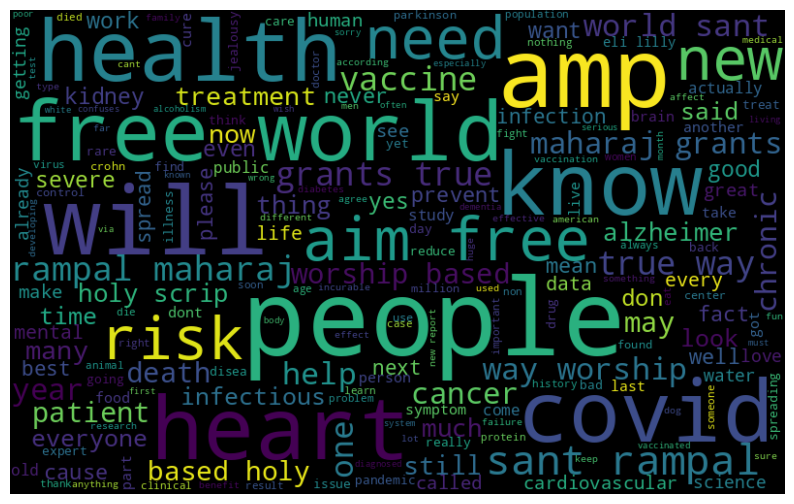 poor died family work care human parkinson population want world sant
test cant getting health cure jealousy sorry according especially need nothing eli lilly medical new
type kidney treatment doctor vaccine never say amp actually
white confuses alcoholism wish men often infection affect treat said
free world think now see yet fight brain another
far rare even public serious month living maharaj grants
virus crohn find known grants true prevent vaccination women good
already severe control spread please thing wrong diabetes yes live know dementia great
developing via illness will different agree study effective american take
life day reduce huge always alzheimer back chronic
rampal maharaj soon aim free mean something true way
make holy scrip age incurable worship based million used non data center every
time die dont people use important don found may got fact fun
mental animal right body effect case new report drug look must
many best going death disea help next history bad well love
year food first learn person way worship last water
patient infectious problem cancer come dog someone spreading
research symptom failure vaccinated
everyone expert heart system much really protein keep covid
old cause part one lot diagnosed still sant rampal sure
thank anything clinical based holy benefit result issue pandemic called cardiovascular science
risk